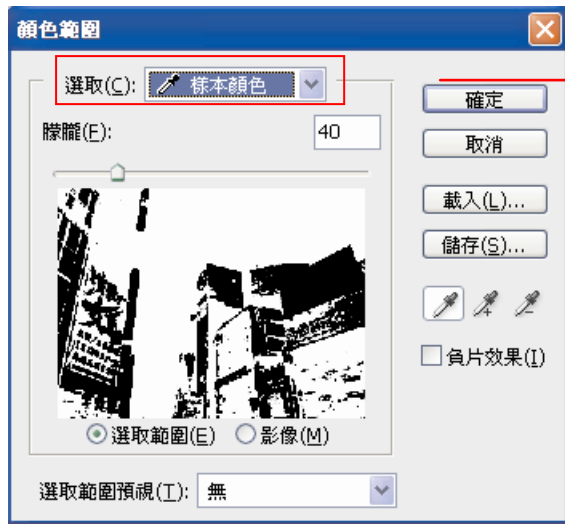 顏色範圍
選取(C): 樣本顏色
朦朧(F): 40
確定
取消
載入(L)...
儲存(S)...
負片效果(I)
選取範圍(E) 影像(M)
選取範圍預視(T): 無